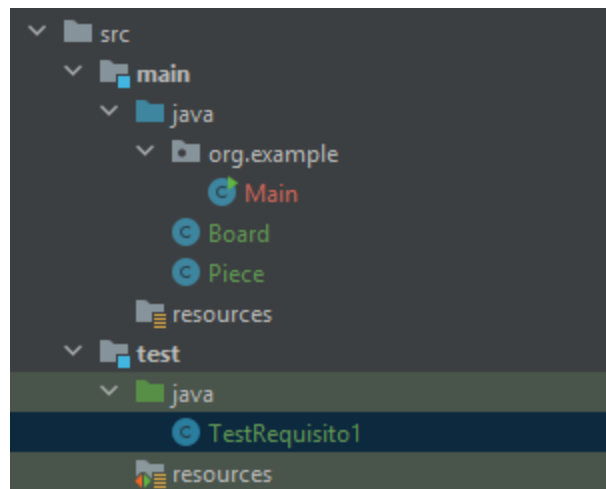 src
main
java
org.example
Main
Board
Piece
resources
test
java
TestRequisito1
resources